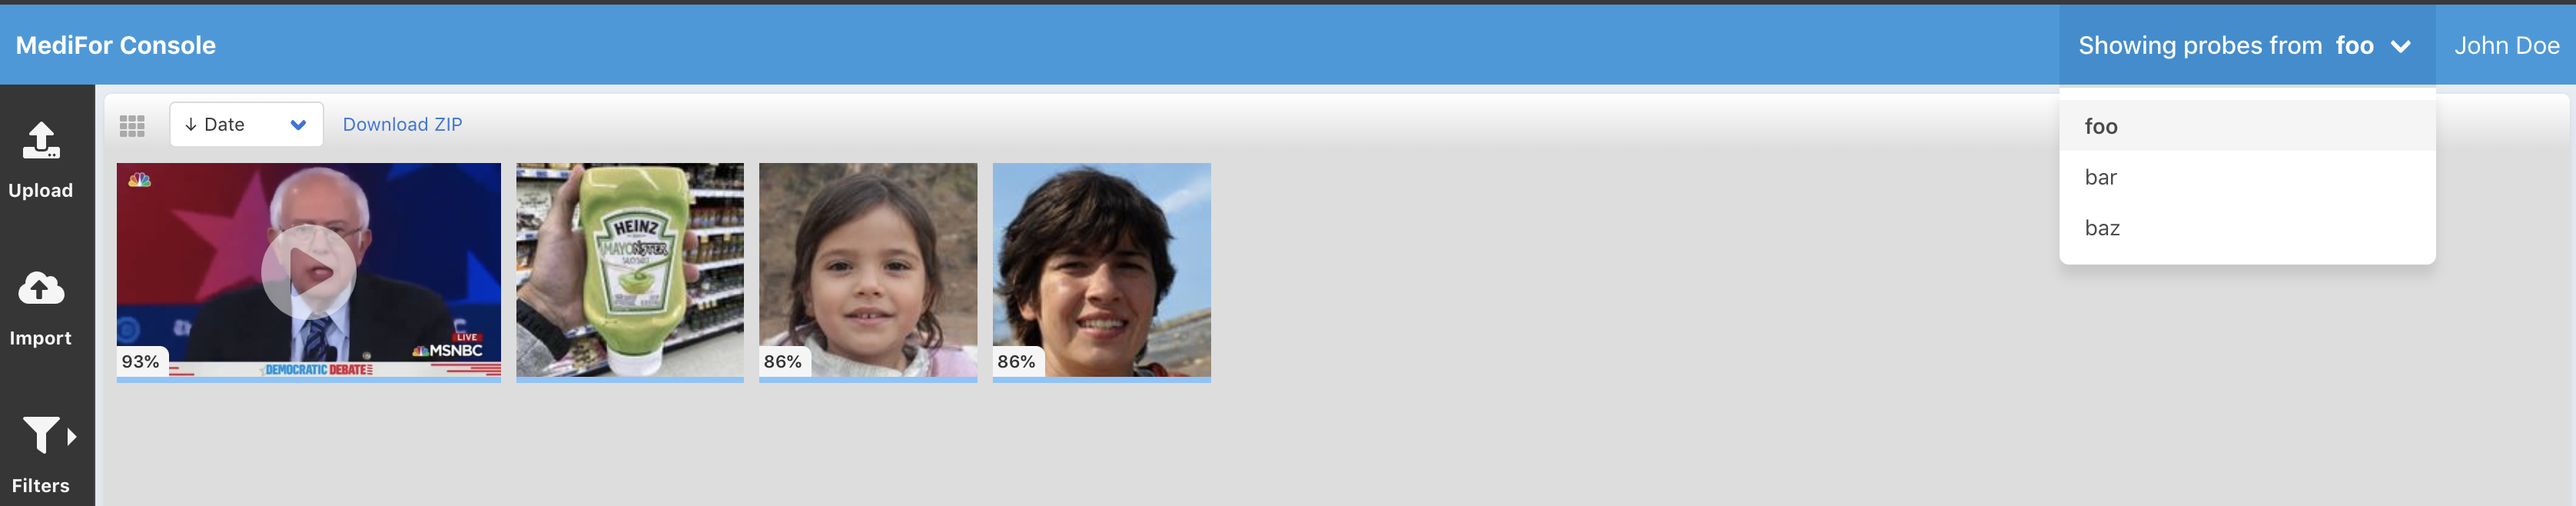 MediFor Console
Showing probes from foo
John Doe
foo
bar
baz
↓ Date
Download ZIP
Upload
Import
Filters
93%
LIVE
MSNBC
DEMOCRATIC DEBATE
HEINZ
86%
86%